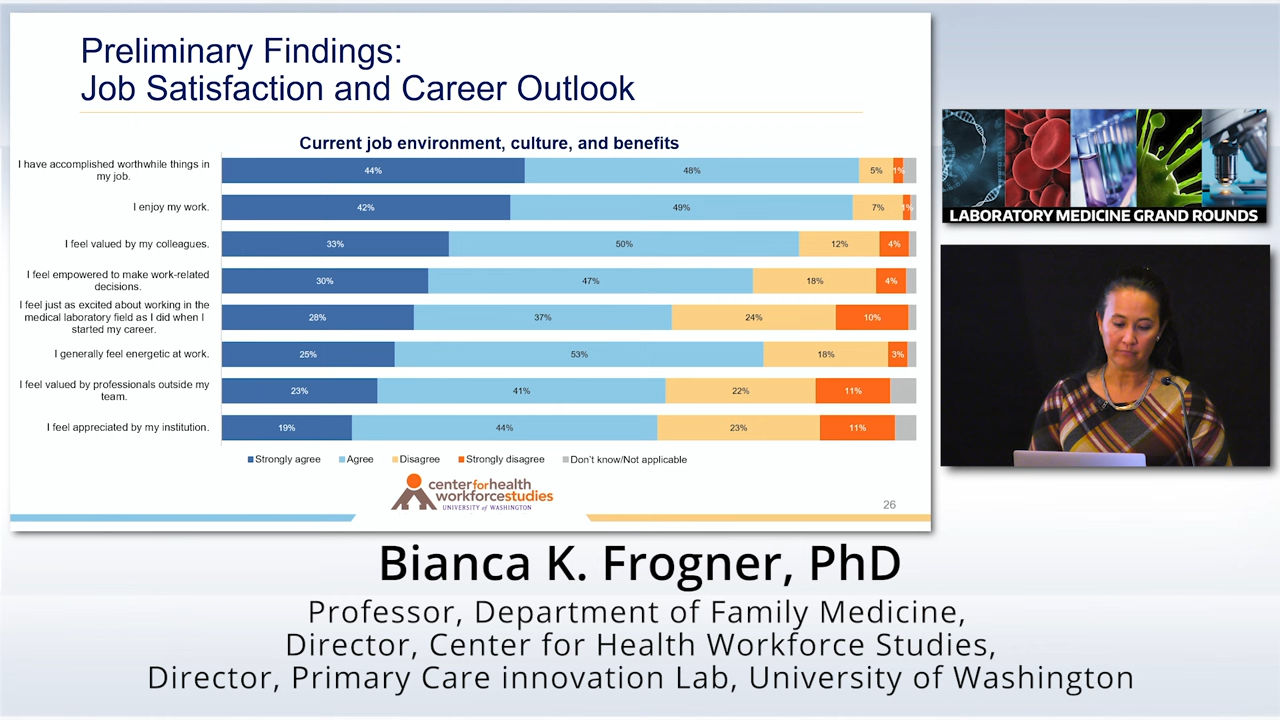 Preliminary Findings:
Job Satisfaction and Career Outlook
Current job environment, culture, and benefits
I have accomplished worthwhile things in
my job.
44% 48% 5% 1%
I enjoy my work.
42% 49% 7% 1%
I feel valued by my colleagues.
33% 50% 12% 4%
I feel empowered to make work-related
decisions.
30% 47% 18% 4%
I feel just as excited about working in the
medical laboratory field as I did when I
started my career.
28% 37% 24% 10%
I generally feel energetic at work.
25% 53% 18% 3%
I feel valued by professionals outside my
team.
23% 41% 22% 11%
I feel appreciated by my institution.
19% 44% 23% 11%
Strongly agree Agree Disagree Strongly disagree Don't know/Not applicable
centerforhealth
workforcestudies
UNIVERSITY of WASHINGTON
26
LABORATORY MEDICINE GRAND ROUNDS
Bianca K. Frogner, PhD
Professor, Department of Family Medicine,
Director, Center for Health Workforce Studies,
Director, Primary Care innovation Lab, University of Washington